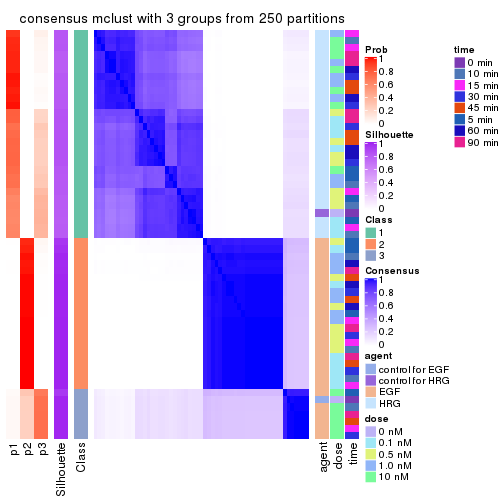 consensus mclust with 3 groups from 250 partitions
Prob
1
0.8
0.6
0.4
0.2
0
Silhouette
1
0.8
0.6
0.4
0.2
0
Class
1
2
3
Consensus
1
0.8
0.6
0.4
0.2
0
agent
control for EGF
control for HRG
EGF
HRG
dose
0 nM
0.1 nM
0.5 nM
1.0 nM
10 nM
time
0 min
10 min
15 min
30 min
45 min
5 min
60 min
90 min
p1
p2
p3
Silhouette
Class
agent
dose
time